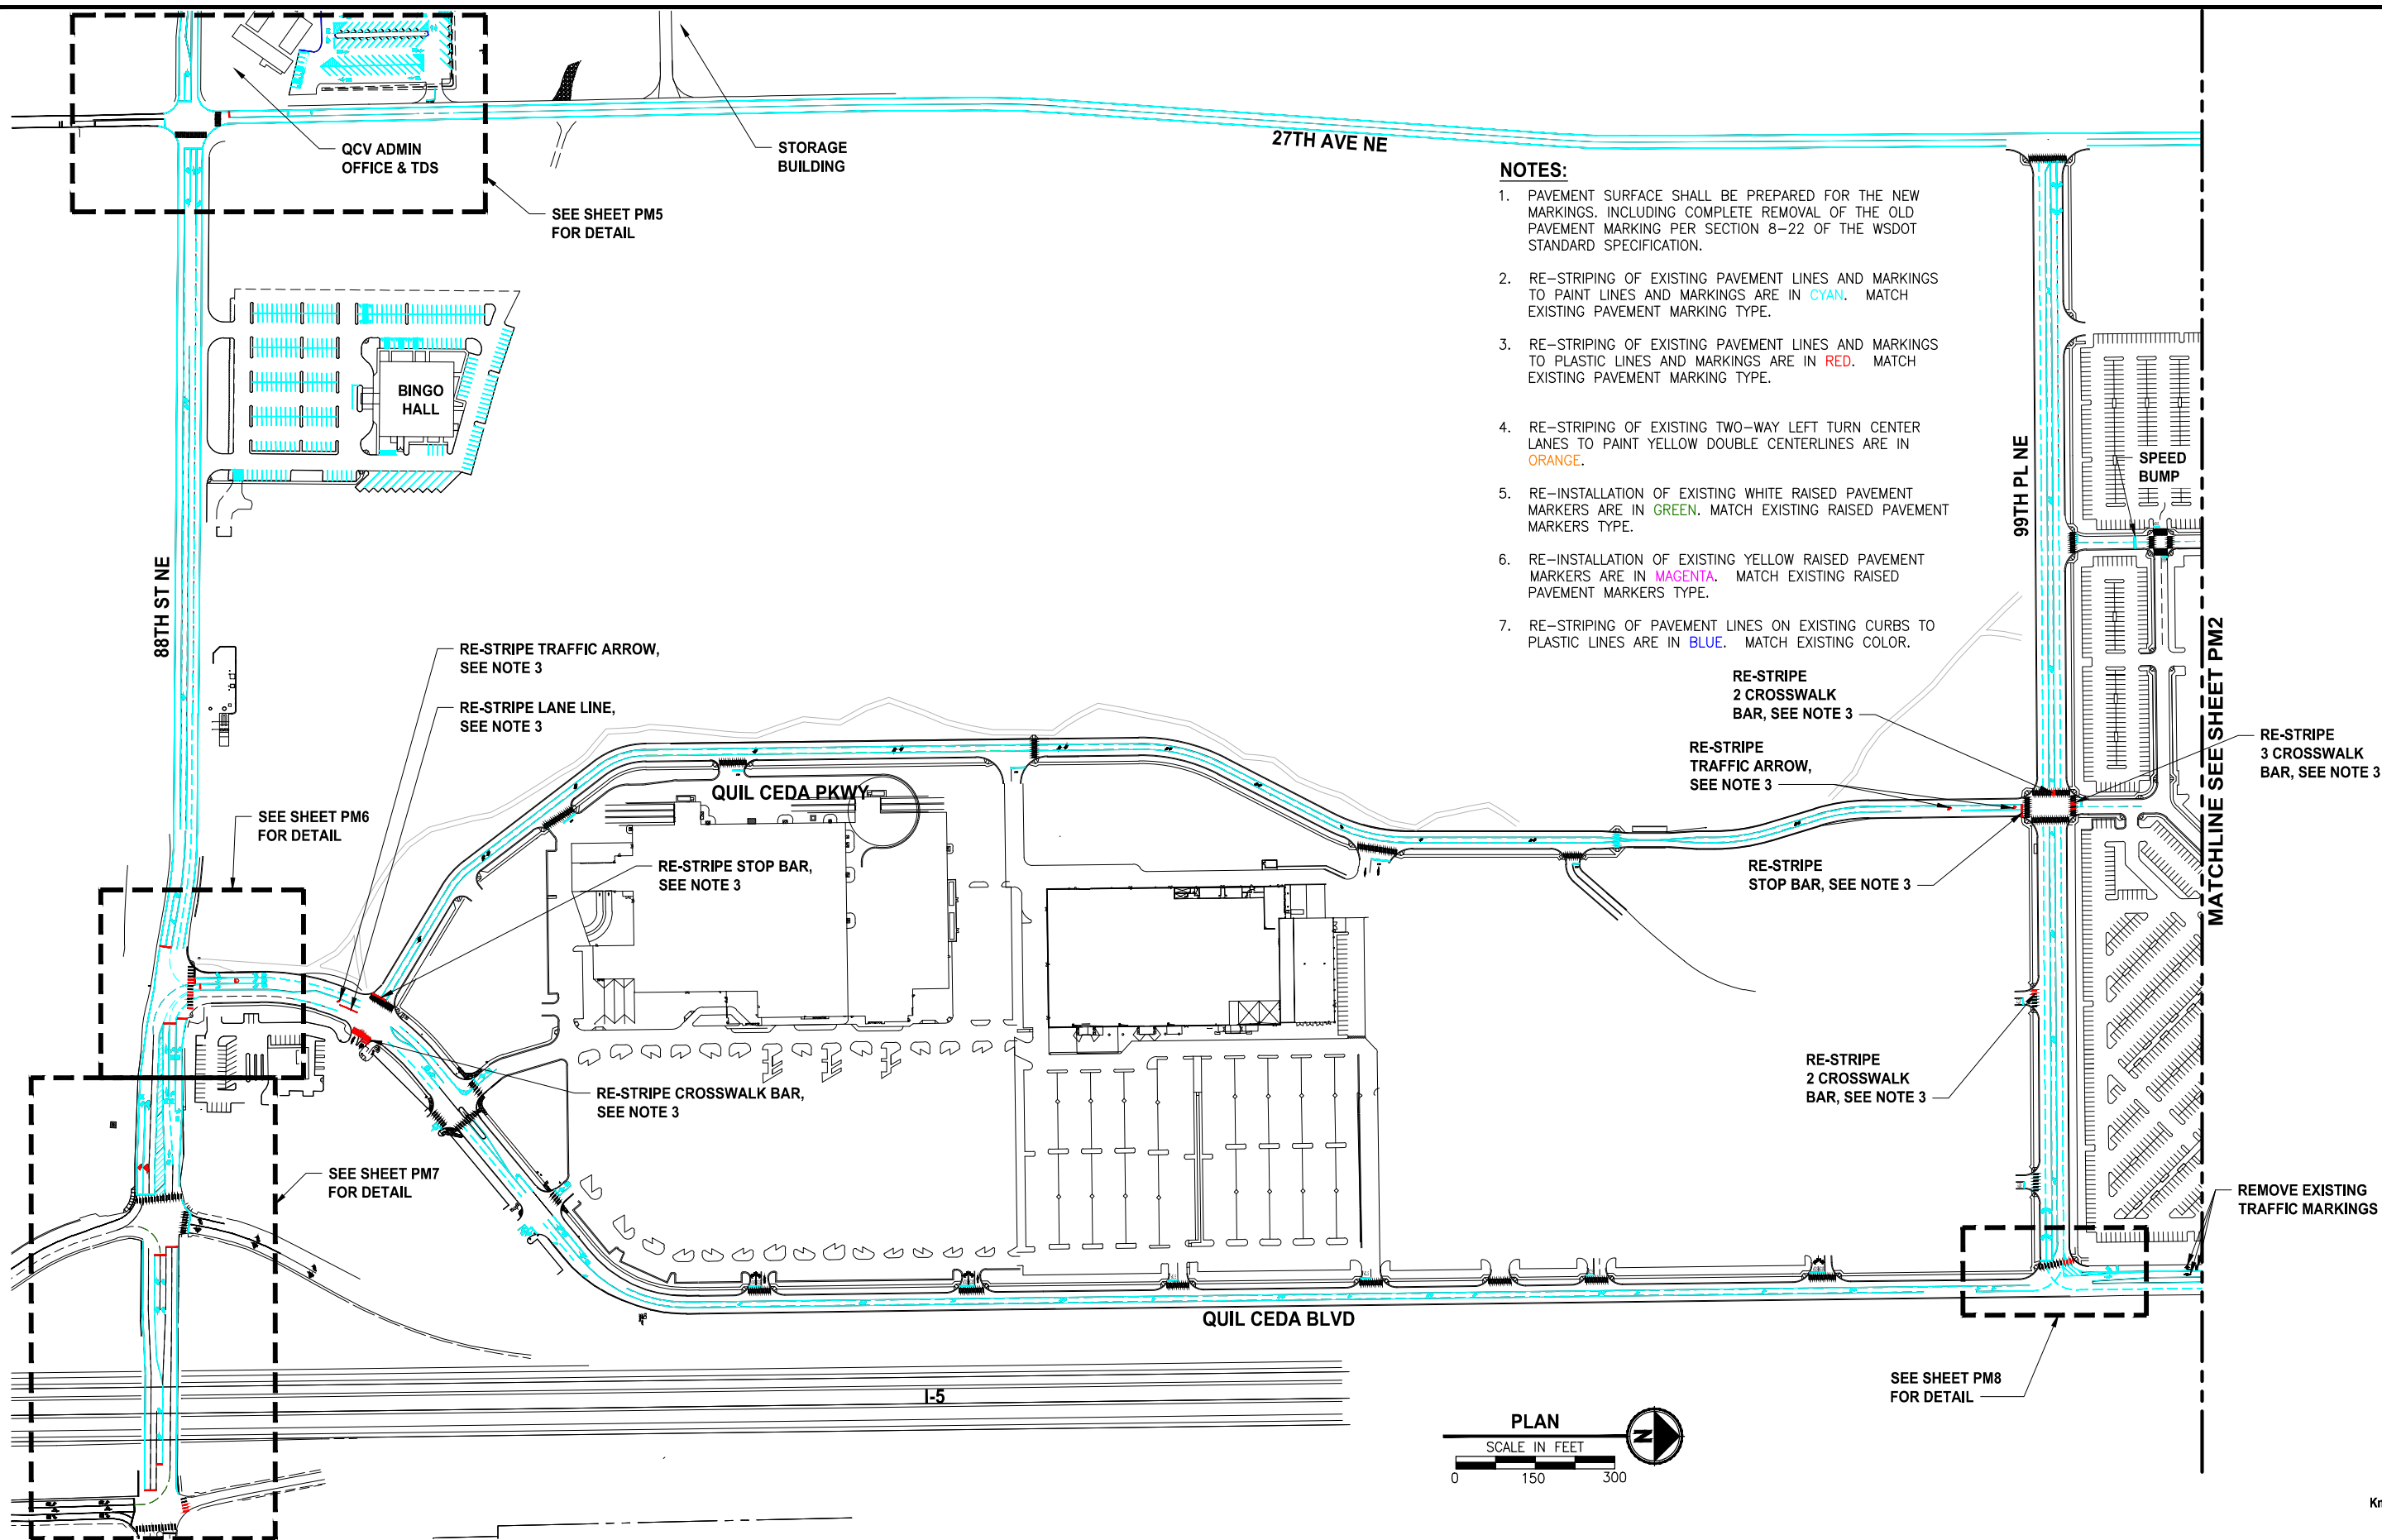 QCV ADMIN
OFFICE & TDS
STORAGE
BUILDING
27TH AVE NE
SEE SHEET PM5
FOR DETAIL
NOTES:
1. PAVEMENT SURFACE SHALL BE PREPARED FOR THE NEW
MARKINGS. INCLUDING COMPLETE REMOVAL OF THE OLD
PAVEMENT MARKING PER SECTION 8-22 OF THE WSDOT
STANDARD SPECIFICATION.
2. RE-STRIPING OF EXISTING PAVEMENT LINES AND MARKINGS
TO PAINT LINES AND MARKINGS ARE IN CYAN. MATCH
EXISTING PAVEMENT MARKING TYPE.
3. RE-STRIPING OF EXISTING PAVEMENT LINES AND MARKINGS
TO PLASTIC LINES AND MARKINGS ARE IN RED. MATCH
EXISTING PAVEMENT MARKING TYPE.
4. RE-STRIPING OF EXISTING TWO-WAY LEFT TURN CENTER
LANES TO PAINT YELLOW DOUBLE CENTERLINES ARE IN
ORANGE.
5. RE-INSTALLATION OF EXISTING WHITE RAISED PAVEMENT
MARKERS ARE IN GREEN. MATCH EXISTING RAISED PAVEMENT
MARKERS TYPE.
6. RE-INSTALLATION OF EXISTING YELLOW RAISED PAVEMENT
MARKERS ARE IN MAGENTA. MATCH EXISTING RAISED
PAVEMENT MARKERS TYPE.
7. RE-STRIPING OF PAVEMENT LINES ON EXISTING CURBS TO
PLASTIC LINES ARE IN BLUE. MATCH EXISTING COLOR.
BINGO
HALL
88TH ST NE
99TH PL NE
SPEED
BUMP
MATCHLINE SEE SHEET PM2
RE-STRIPE TRAFFIC ARROW,
SEE NOTE 3
RE-STRIPE LANE LINE,
SEE NOTE 3
RE-STRIPE
2 CROSSWALK
BAR, SEE NOTE 3
RE-STRIPE
TRAFFIC ARROW,
SEE NOTE 3
RE-STRIPE
3 CROSSWALK
BAR, SEE NOTE 3
QUIL CEDA PKWY
SEE SHEET PM6
FOR DETAIL
RE-STRIPE STOP BAR,
SEE NOTE 3
RE-STRIPE
STOP BAR, SEE NOTE 3
RE-STRIPE CROSSWALK BAR,
SEE NOTE 3
RE-STRIPE
2 CROSSWALK
BAR, SEE NOTE 3
SEE SHEET PM7
FOR DETAIL
REMOVE EXISTING
TRAFFIC MARKINGS
QUIL CEDA BLVD
I-5
SEE SHEET PM8
FOR DETAIL
PLAN
SCALE IN FEET
0 150 300
N